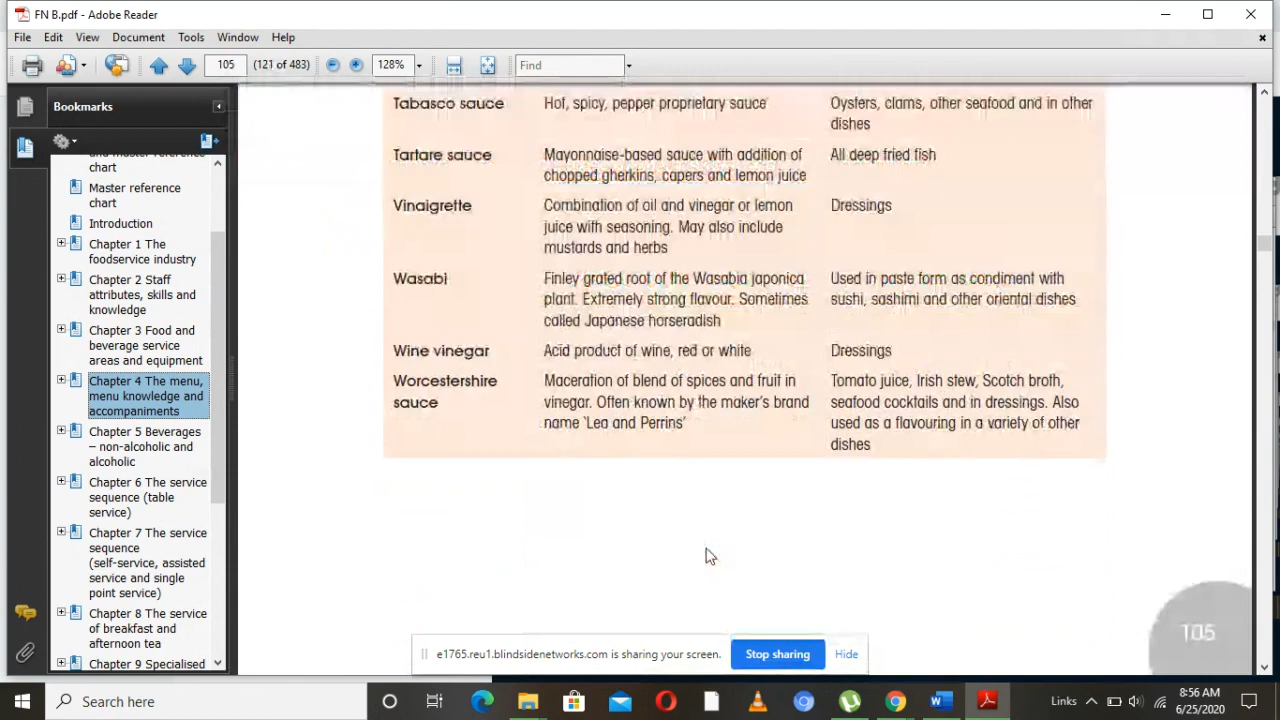 FN B.pdf - Adobe Reader
File Edit View Document Tools Window Help
105 (121 of 483) 128% Find
Bookmarks
and master reference
chart
Master reference
chart
Introduction
Chapter 1 The
foodservice industry
Chapter 2 Staff
attributes, skills and
knowledge
Chapter 3 Food and
beverage service
areas and equipment
Chapter 4 The menu,
menu knowledge and
accompaniments
Chapter 5 Beverages
– non-alcoholic and
alcoholic
Chapter 6 The service
sequence (table
service)
Chapter 7 The service
sequence
(self-service, assisted
service and single
point service)
Chapter 8 The service
of breakfast and
afternoon tea
Chapter 9 Specialised
Tabasco sauce Hot, spicy, pepper proprietary sauce Oysters, clams, other seafood and in other
dishes
Tartare sauce Mayonnaise-based sauce with addition of All deep fried fish
chopped gherkins, capers and lemon juice
Vinaigrette Combination of oil and vinegar or lemon Dressings
juice with seasoning. May also include
mustards and herbs
Wasabi Finley grated root of the Wasabia japonica Used in paste form as condiment with
plant. Extremely strong flavour. Sometimes sushi, sashimi and other oriental dishes
called Japanese horseradish
Wine vinegar Acid product of wine, red or white Dressings
Worcestershire Maceration of blend of spices and fruit in Tomato juice, Irish stew, Scotch broth,
sauce vinegar. Often known by the maker's brand seafood cocktails and in dressings. Also
name 'Lea and Perrins' used as a flavouring in a variety of other
dishes
105
e1765.reu1.blindsidenetworks.com is sharing your screen. Stop sharing Hide
Search here Links 8:56 AM
6/25/2020